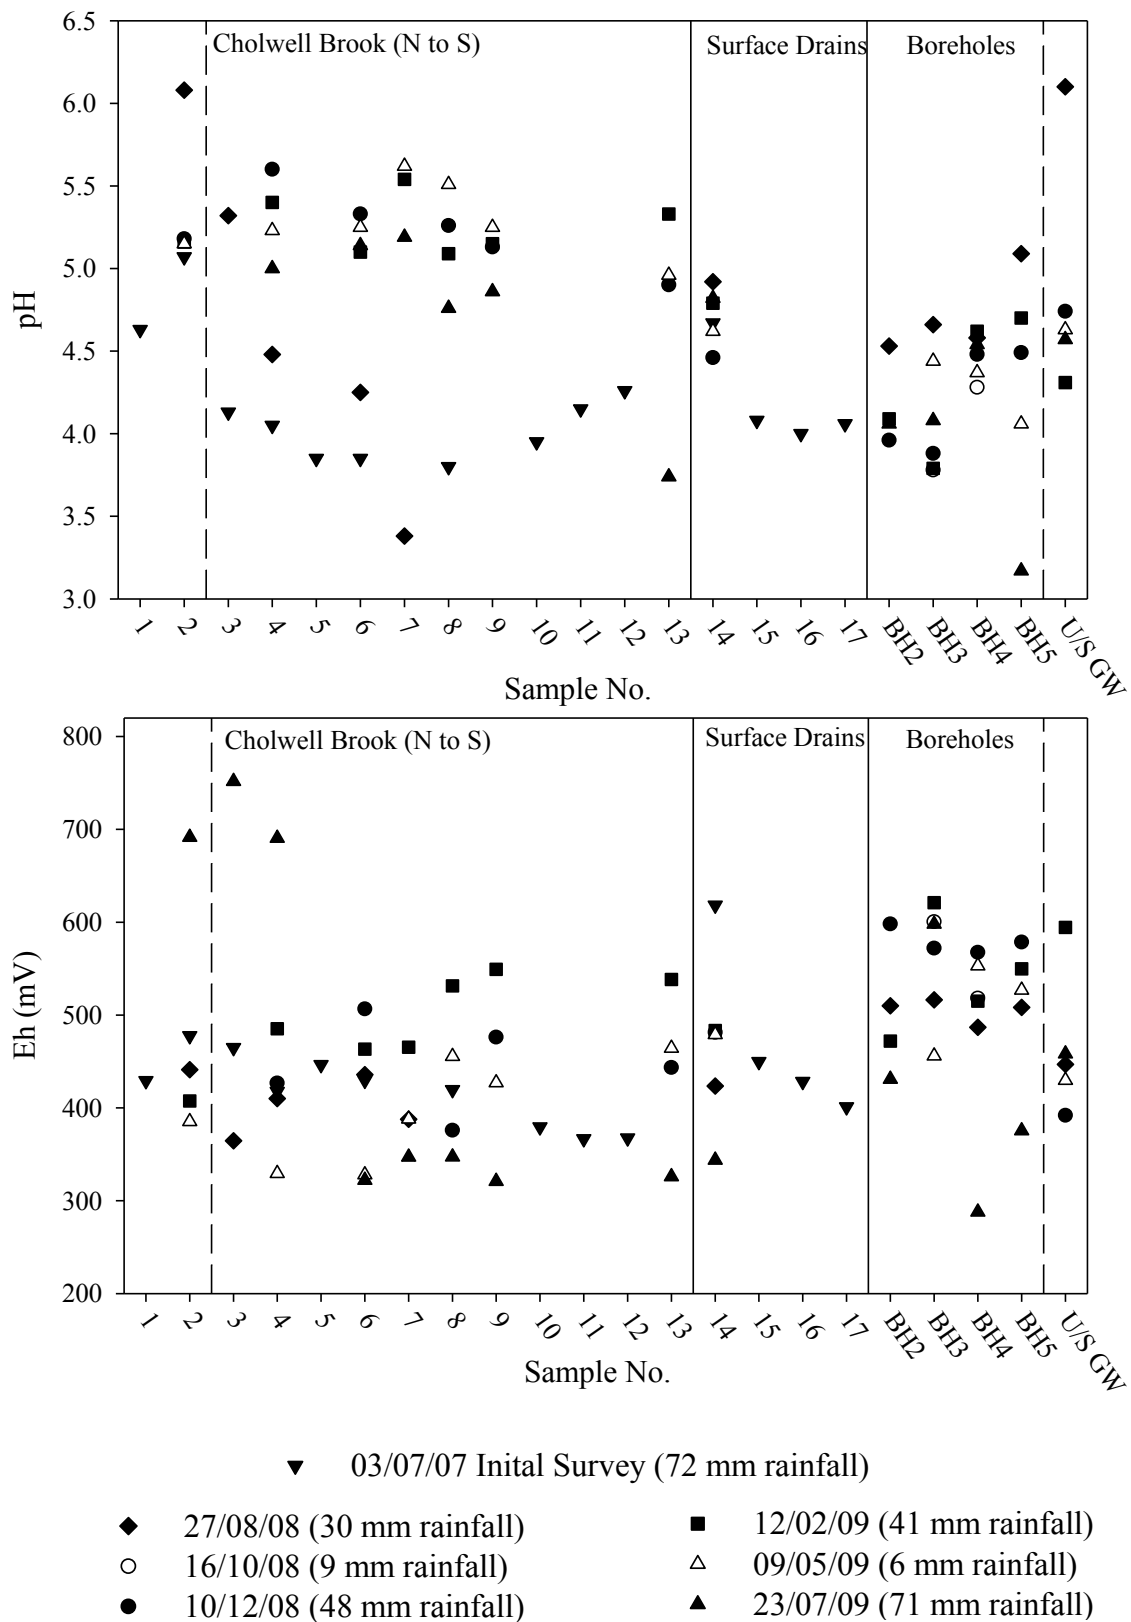 6.5
6.0
5.5
5.0
4.5
4.0
3.5
3.0
pH
Cholwell Brook (N to S)
Surface Drains
Boreholes
1
2
3
4
5
6
7
8
9
10
11
12
13
14
15
16
17
BH2
BH3
BH4
BH5
U/S GW
Sample No.
800
700
600
500
400
300
200
Eh (mV)
Cholwell Brook (N to S)
Surface Drains
Boreholes
1
2
3
4
5
6
7
8
9
10
11
12
13
14
15
16
17
BH2
BH3
BH4
BH5
U/S GW
Sample No.
03/07/07 Inital Survey (72 mm rainfall)
27/08/08 (30 mm rainfall)
16/10/08 (9 mm rainfall)
10/12/08 (48 mm rainfall)
12/02/09 (41 mm rainfall)
09/05/09 (6 mm rainfall)
23/07/09 (71 mm rainfall)